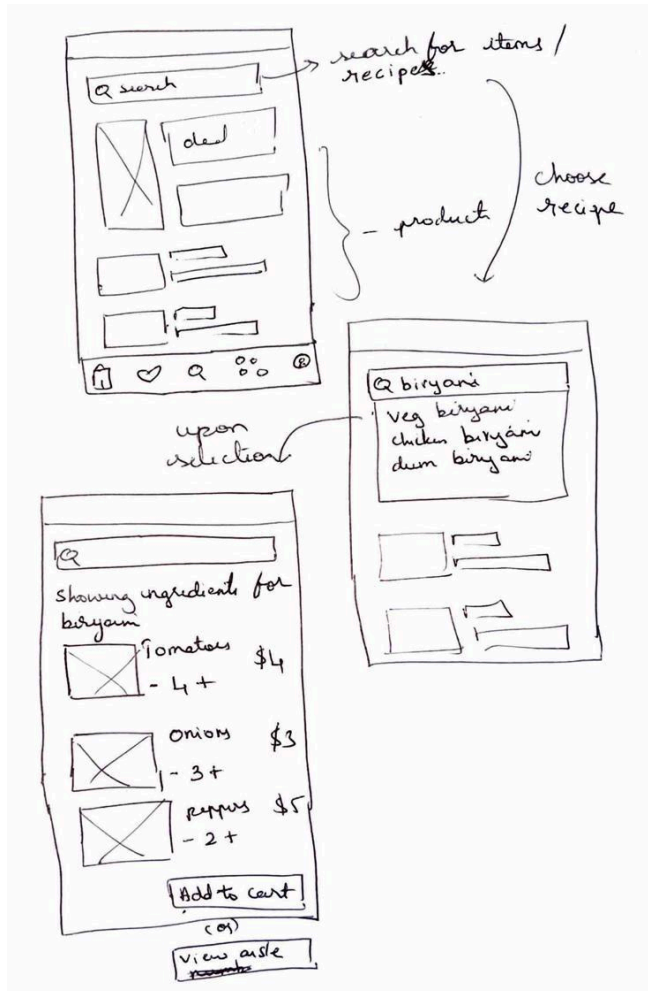 search for items /
recipes..
Q search
deal
- product
choose
recipe
Q biryani
veg biryani
chicken biryani
dum biryani
upon
selection
Q
showing ingredients for
biryani
Tomatoes $4
- 4 +
Onions $3
- 3 +
peppers $5
- 2 +
Add to cart
(or)
View aisle